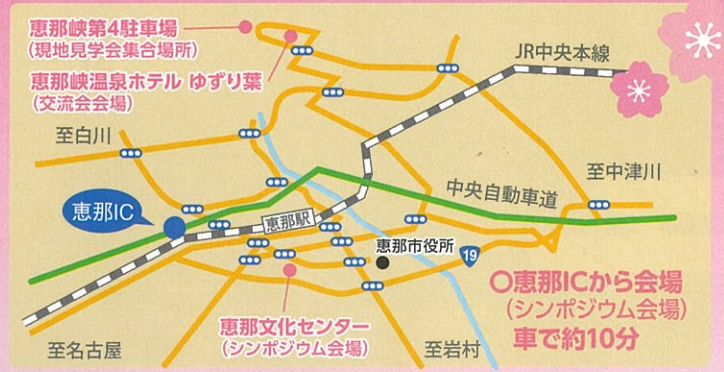 恵那峡第4駐車場
(現地見学会集合場所)
恵那峡温泉ホテル ゆずり葉
(交流会会場)
JR中央本線
至白川
至中津川
中央自動車道
恵那IC
恵那駅
恵那市役所
19
恵那文化センター
(シンポジウム会場)
至名古屋
至岩村
〇恵那ICから会場
(シンポジウム会場)
車で約10分